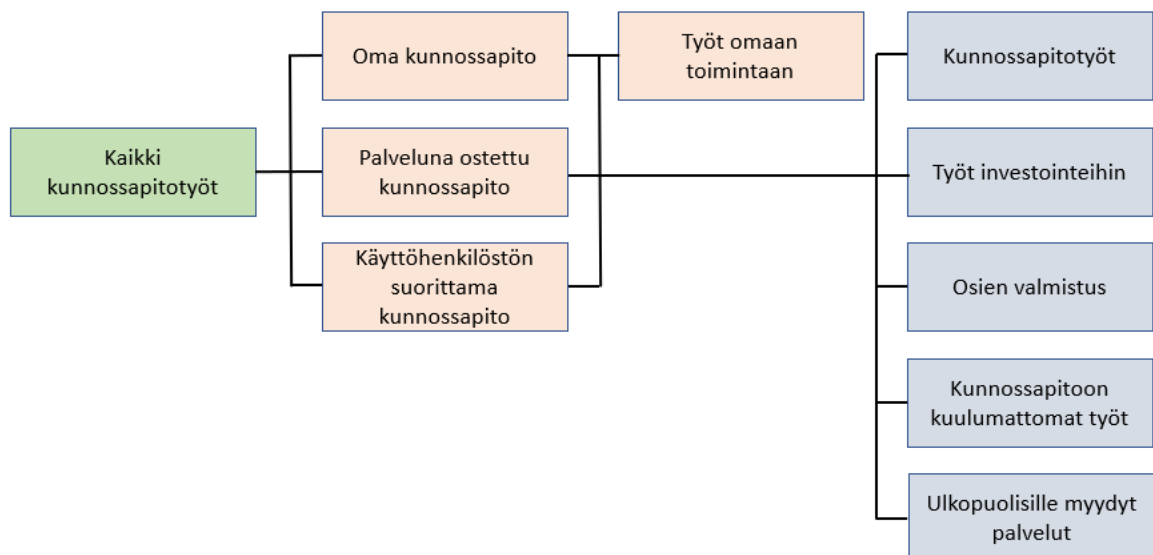 Kaikki
kunnossapitotyöt
Oma kunnossapito
Palveluna ostettu
kunnossapito
Käyttöhenkilöstön
suorittama
kunnossapito
Työt omaan
toimintaan
Kunnossapitotyöt
Työt investointeihin
Osien valmistus
Kunnossapitoon
kuulumattomat työt
Ulkopuolisille myydyt
palvelut